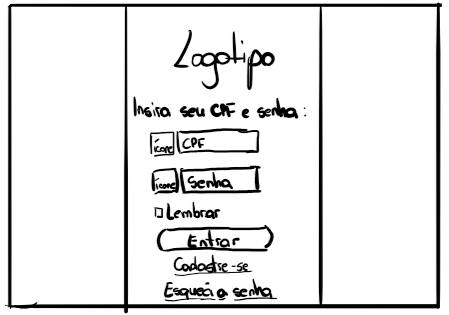 Logotipo
Insira seu CPF e senha:
ícone CPF
ícone Senha
Lembrar
Entrar
Cadastre-se
Esqueci a senha